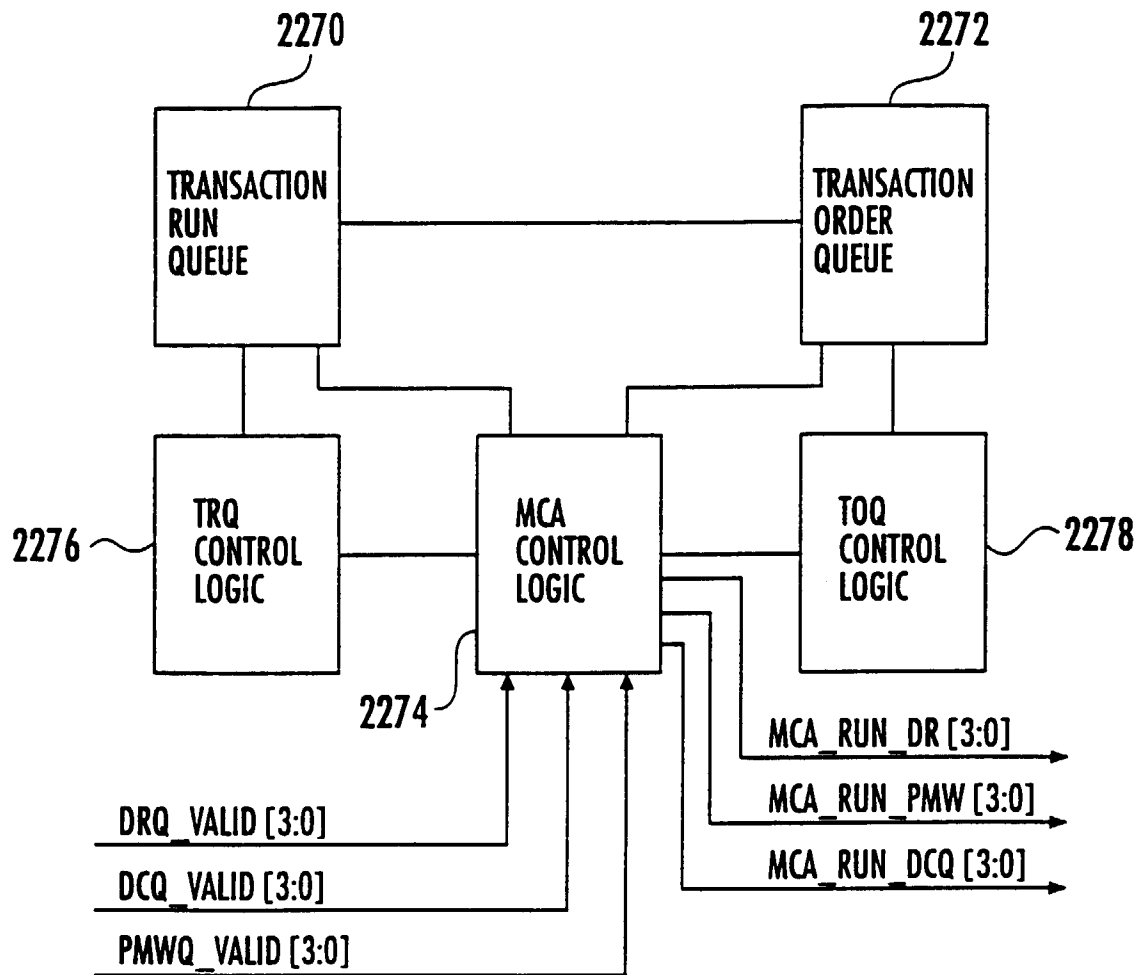 2270
2272
TRANSACTION
RUN
QUEUE
TRANSACTION
ORDER
QUEUE
2276
TRQ
CONTROL
LOGIC
MCA
CONTROL
LOGIC
TOQ
CONTROL
LOGIC
2278
2274
MCA_RUN_DR [3:0]
MCA_RUN_PMW [3:0]
MCA_RUN_DCQ [3:0]
DRQ_VALID [3:0]
DCQ_VALID [3:0]
PMWQ_VALID [3:0]